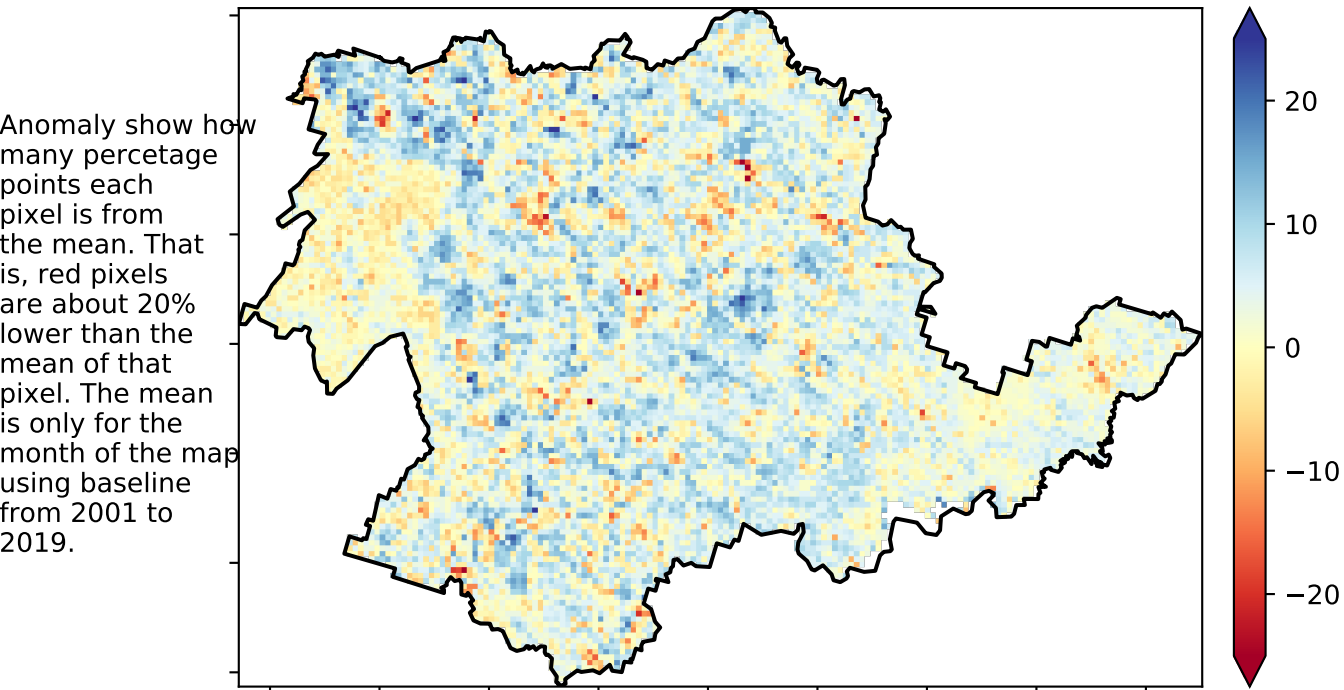 Anomaly show how
many percetage
points each
pixel is from
the mean. That
is, red pixels
are about 20%
lower than the
mean of that
pixel. The mean
is only for the
month of the map
using baseline
from 2001 to
2019.
20
10
0
−10
−20